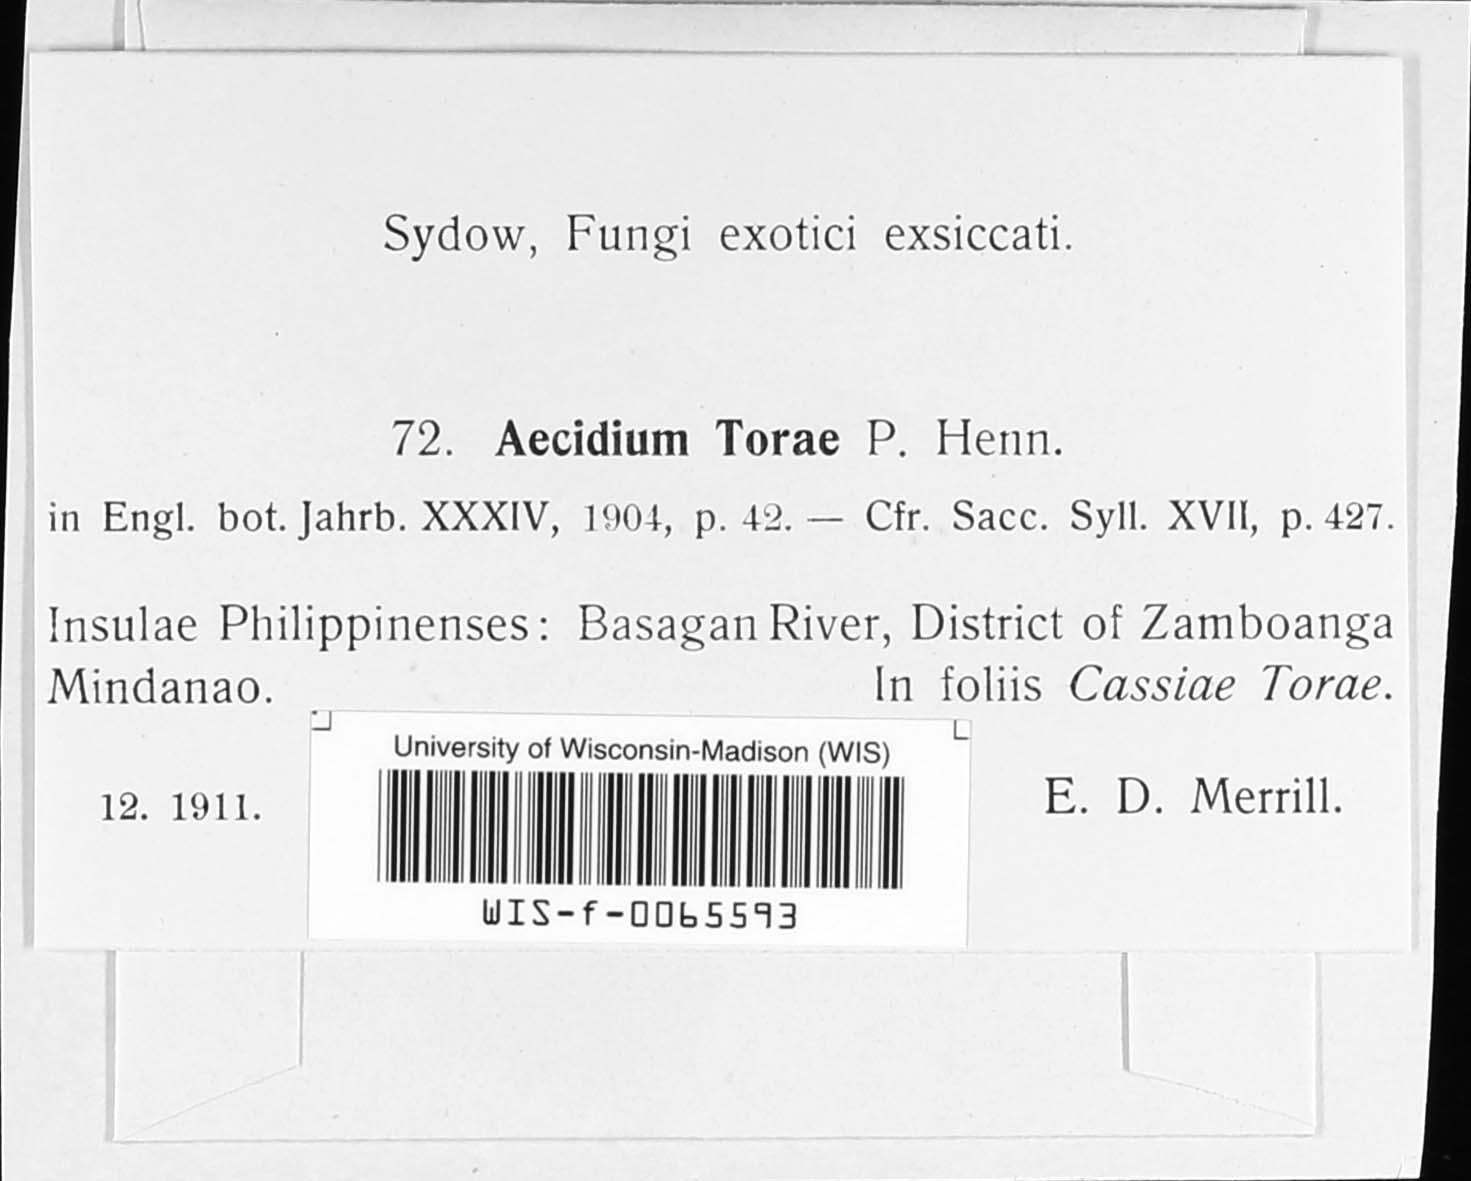 Sydow, Fungi exotici exsiccati.
72. Aecidium Torae P. Henn.
in Engl. bot. Jahrb. XXXIV, 1904, p. 42. — Cfr. Sacc. Syll. XVII, p. 427.
Insulae Philippinenses: Basagan River, District of Zamboanga
Mindanao. In foliis Cassiae Torae.
University of Wisconsin-Madison (WIS)
12. 1911. E. D. Merrill.
WIS-f-0065593